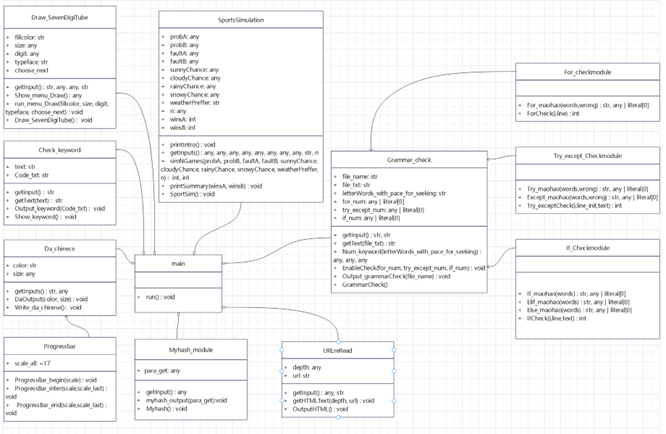 Draw_SevenDigiTube
+ fillcolor: str
+ size: any
+ digit: any
+ typeface: str
+ choose_next
+ getInput() : str, any, any, str
+ Show_menu_Draw() : any
+ run_menu_Draw(fillcolor, size, digit,
typeface, choose_next) : void
+ Draw_SevenDigiTube() : void
SportsSimulation
+ probA: any
+ probB: any
+ faultA: any
+ faultB: any
+ sunnyChance: any
+ cloudyChance: any
+ rainyChance: any
+ snowyChance: any
+ weatherPreffer: str
+ n: any
+ winsA: int
+ winsB: int
+ printIntro() : void
+ getInputs() : any, any, any, any, any, any, any, any, str, n
+ simNGames(probA, probB, faultA, faultB, sunnyChance,
cloudyChance, rainyChance, snowyChance, weatherPreffer,
n) : int, int
+ printSummary(winsA, winsB) : void
+ SportSim() : void
For_checkmodule
+ For_maohao(words,wrong) : str, any | literal[0]
+ ForCheck(i,line) : int
Check_keyword
+ text: str
+ Code_txt: str
+ getInput() : str
+ getText(text) : str
+ Output_keyword(Code_txt) : void
+ Show_keyword() : void
Grammar_check
+ file_name: str
+ file_txt: str
+ letterWords_with_pace_for_seeking: str
+ for_num: any | literal[0]
+ try_except_num: any | literal[0]
+ if_num: any | literal[0]
+ getInput() : str: str
+ getText(file_txt) : str
+ Num_keyword(letterWords_with_pace_for_seeking) :
any, any, any
+ EnableCheck(for_num, try_except_num, if_num) : void
+ Output_grammarCheck(file_name) : void
+ GrammarCheck()
Try_except_Checkmodule
+ Try_maohao(words,wrong) : str, any | literal[0]
+ Except_maohao(words,wrong) : str, any | literal[0]
+ Try_exceptCheck(i,line_init,text) : int
Da_chinece
+ color: str
+ size: any
+ getInputs() : str, any
+ DaOutput(color, size) : void
+ Write_da_chinese() : void
main
+ run() : void
If_Checkmodule
+ If_maohao(words) : str, any | literal[0]
+ Elif_maohao(words) : str, any | literal[0]
+ Else_maohao(words) : str, any | literal[0]
+ IfCheck(i,line,text) : int
ProgressBar
+ scale_all: =17
+ ProgressBar_begin(scale) : void
+ ProgressBar_inter(scale,scale_last) :
void
+ ProgressBar_end(scale,scale_last) :
void
Myhash_module
+ para_get: any
+ getInput() : any
+ myhash_output(para_get):void
+ Myhash() : void
URLreRead
+ depth: any
+ url: str
+ getInput() : any, str
+ getHTMLText(depth, url) : void
+ OutputHTML() : void